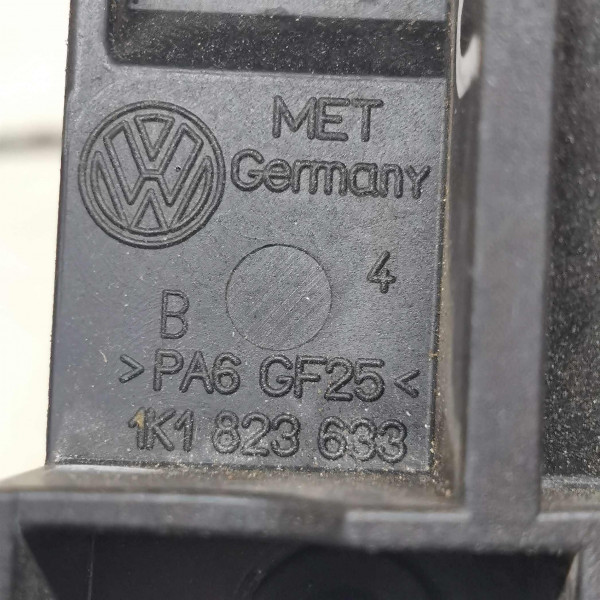 MET
Germany
4
B
>PA6 GF25<
1K1 823 633